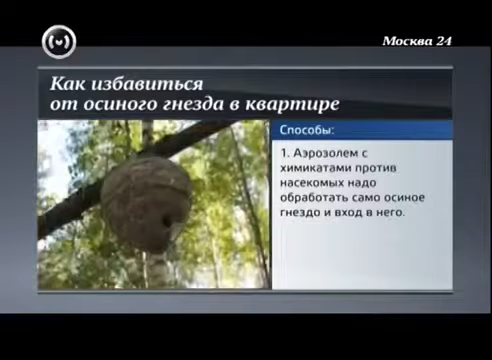 Москва 24
Как избавиться
от осиного гнезда в квартире
Способы:
1. Аэрозолем с
химикатами против
насекомых надо
обработать само осиное
гнездо и вход в него.